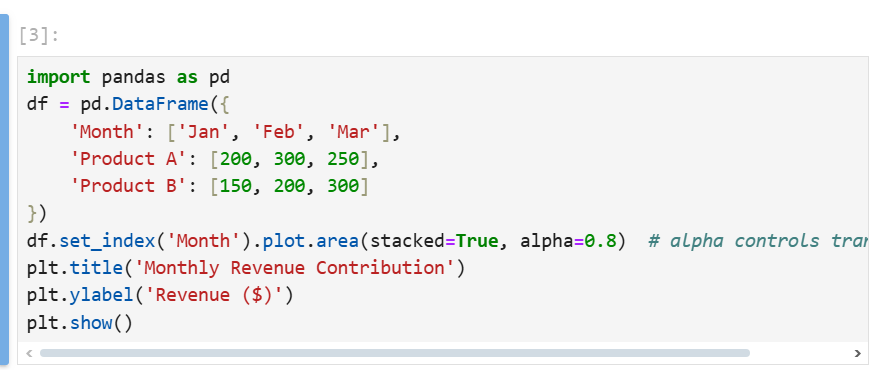 [3]:
import pandas as pd
df = pd.DataFrame({
    'Month': ['Jan', 'Feb', 'Mar'],
    'Product A': [200, 300, 250],
    'Product B': [150, 200, 300]
})
df.set_index('Month').plot.area(stacked=True, alpha=0.8)  # alpha controls
plt.title('Monthly Revenue Contribution')
plt.ylabel('Revenue ($)')
plt.show()